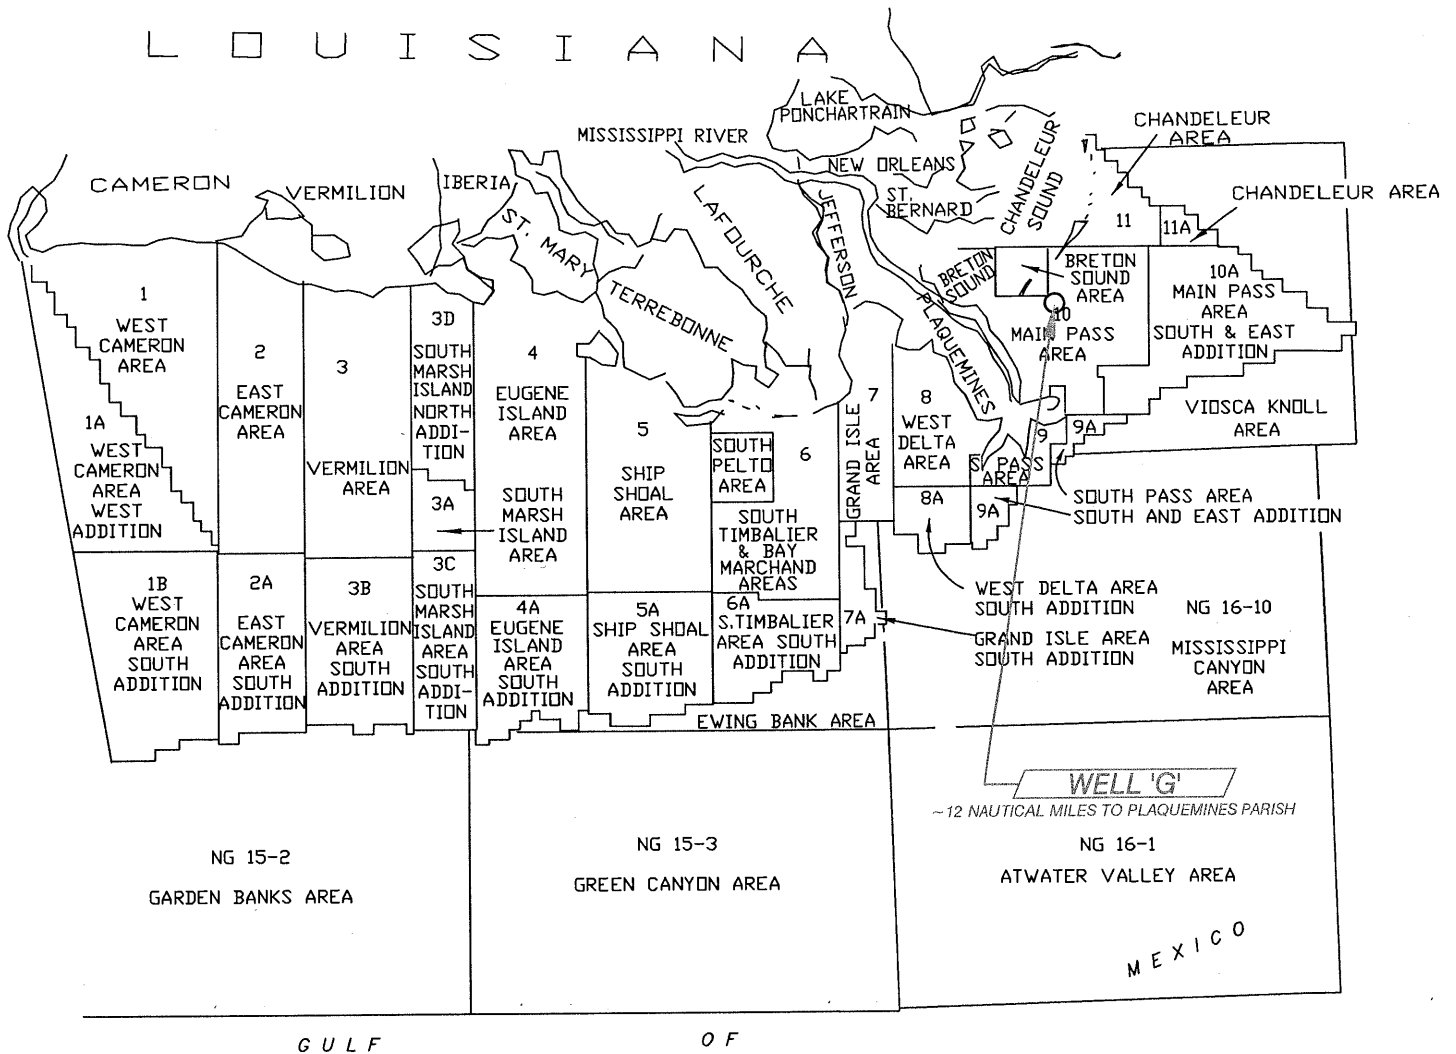 LOUISIANA
LAKE
PONCHARTRAIN
MISSISSIPPI RIVER
NEW ORLEANS
CHANDELEUR
AREA
CHANDELEUR AREA
CAMERON
VERMILION
IBERIA
ST. MARY
LAFOURCHE
JEFFERSON
ST.
BERNARD
CHANDELEUR
SOUND
TERREBONNE
BRETON
SOUND
PLAQUEMINES
11
11A
BRETON
SOUND
AREA
10
MAIN PASS
AREA
10A
MAIN PASS
AREA
SOUTH & EAST
ADDITION
1
WEST
CAMERON
AREA
1A
WEST
CAMERON
AREA
WEST
ADDITION
2
EAST
CAMERON
AREA
3
VERMILION
AREA
3D
SOUTH
MARSH
ISLAND
NORTH
ADDI-
TION
3A
SOUTH
MARSH
ISLAND
AREA
4
EUGENE
ISLAND
AREA
5
SHIP
SHOAL
AREA
SOUTH
PELTO
AREA
6
SOUTH
TIMBALIER
& BAY
MARCHAND
AREAS
7
GRAND ISLE
AREA
8
WEST
DELTA
AREA
9
S. PASS
AREA
9A
VIOSCA KNOLL
AREA
8A
9A
SOUTH PASS AREA
SOUTH AND EAST ADDITION
1B
WEST
CAMERON
AREA
SOUTH
ADDITION
2A
EAST
CAMERON
AREA
SOUTH
ADDITION
3B
VERMILION
AREA
SOUTH
ADDITION
3C
SOUTH
MARSH
ISLAND
AREA
SOUTH
ADDI-
TION
4A
EUGENE
ISLAND
AREA
SOUTH
ADDITION
5A
SHIP SHOAL
AREA
SOUTH
ADDITION
6A
S.TIMBALIER
AREA SOUTH
ADDITION
7A
WEST DELTA AREA
SOUTH ADDITION
GRAND ISLE AREA
SOUTH ADDITION
NG 16-10
MISSISSIPPI
CANYON
AREA
EWING BANK AREA
WELL 'G'
~12 NAUTICAL MILES TO PLAQUEMINES PARISH
NG 15-2
GARDEN BANKS AREA
NG 15-3
GREEN CANYON AREA
NG 16-1
ATWATER VALLEY AREA
GULF OF MEXICO